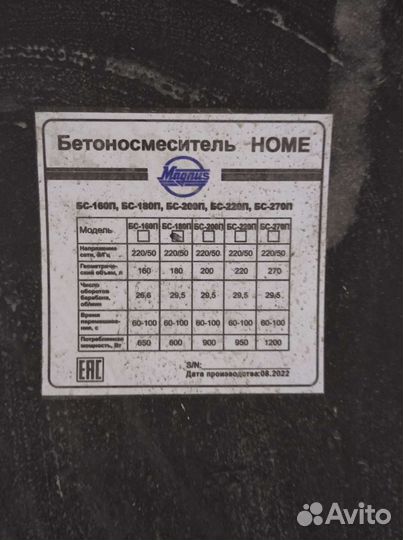 Бетоносмеситель HOME
Magnus
БС-160П, БС-180П, БС-200П, БС-220П, БС-270П
Модель БС-160П БС-180П БС-200П БС-220П БС-270П
Напряжение сети, В/Гц 220/50 220/50 220/50 220/50 220/50
Геометрический объем, л 160 180 200 220 270
Число оборотов барабана, об/мин 26,6 29,5 29,5 29,5 29,5
Время перемешивания, с 60-100 60-100 60-100 60-100 60-100
Потребляемая мощность, Вт 650 800 900 950 1200
S/N:
EAC Дата производства:08.2022
Avito